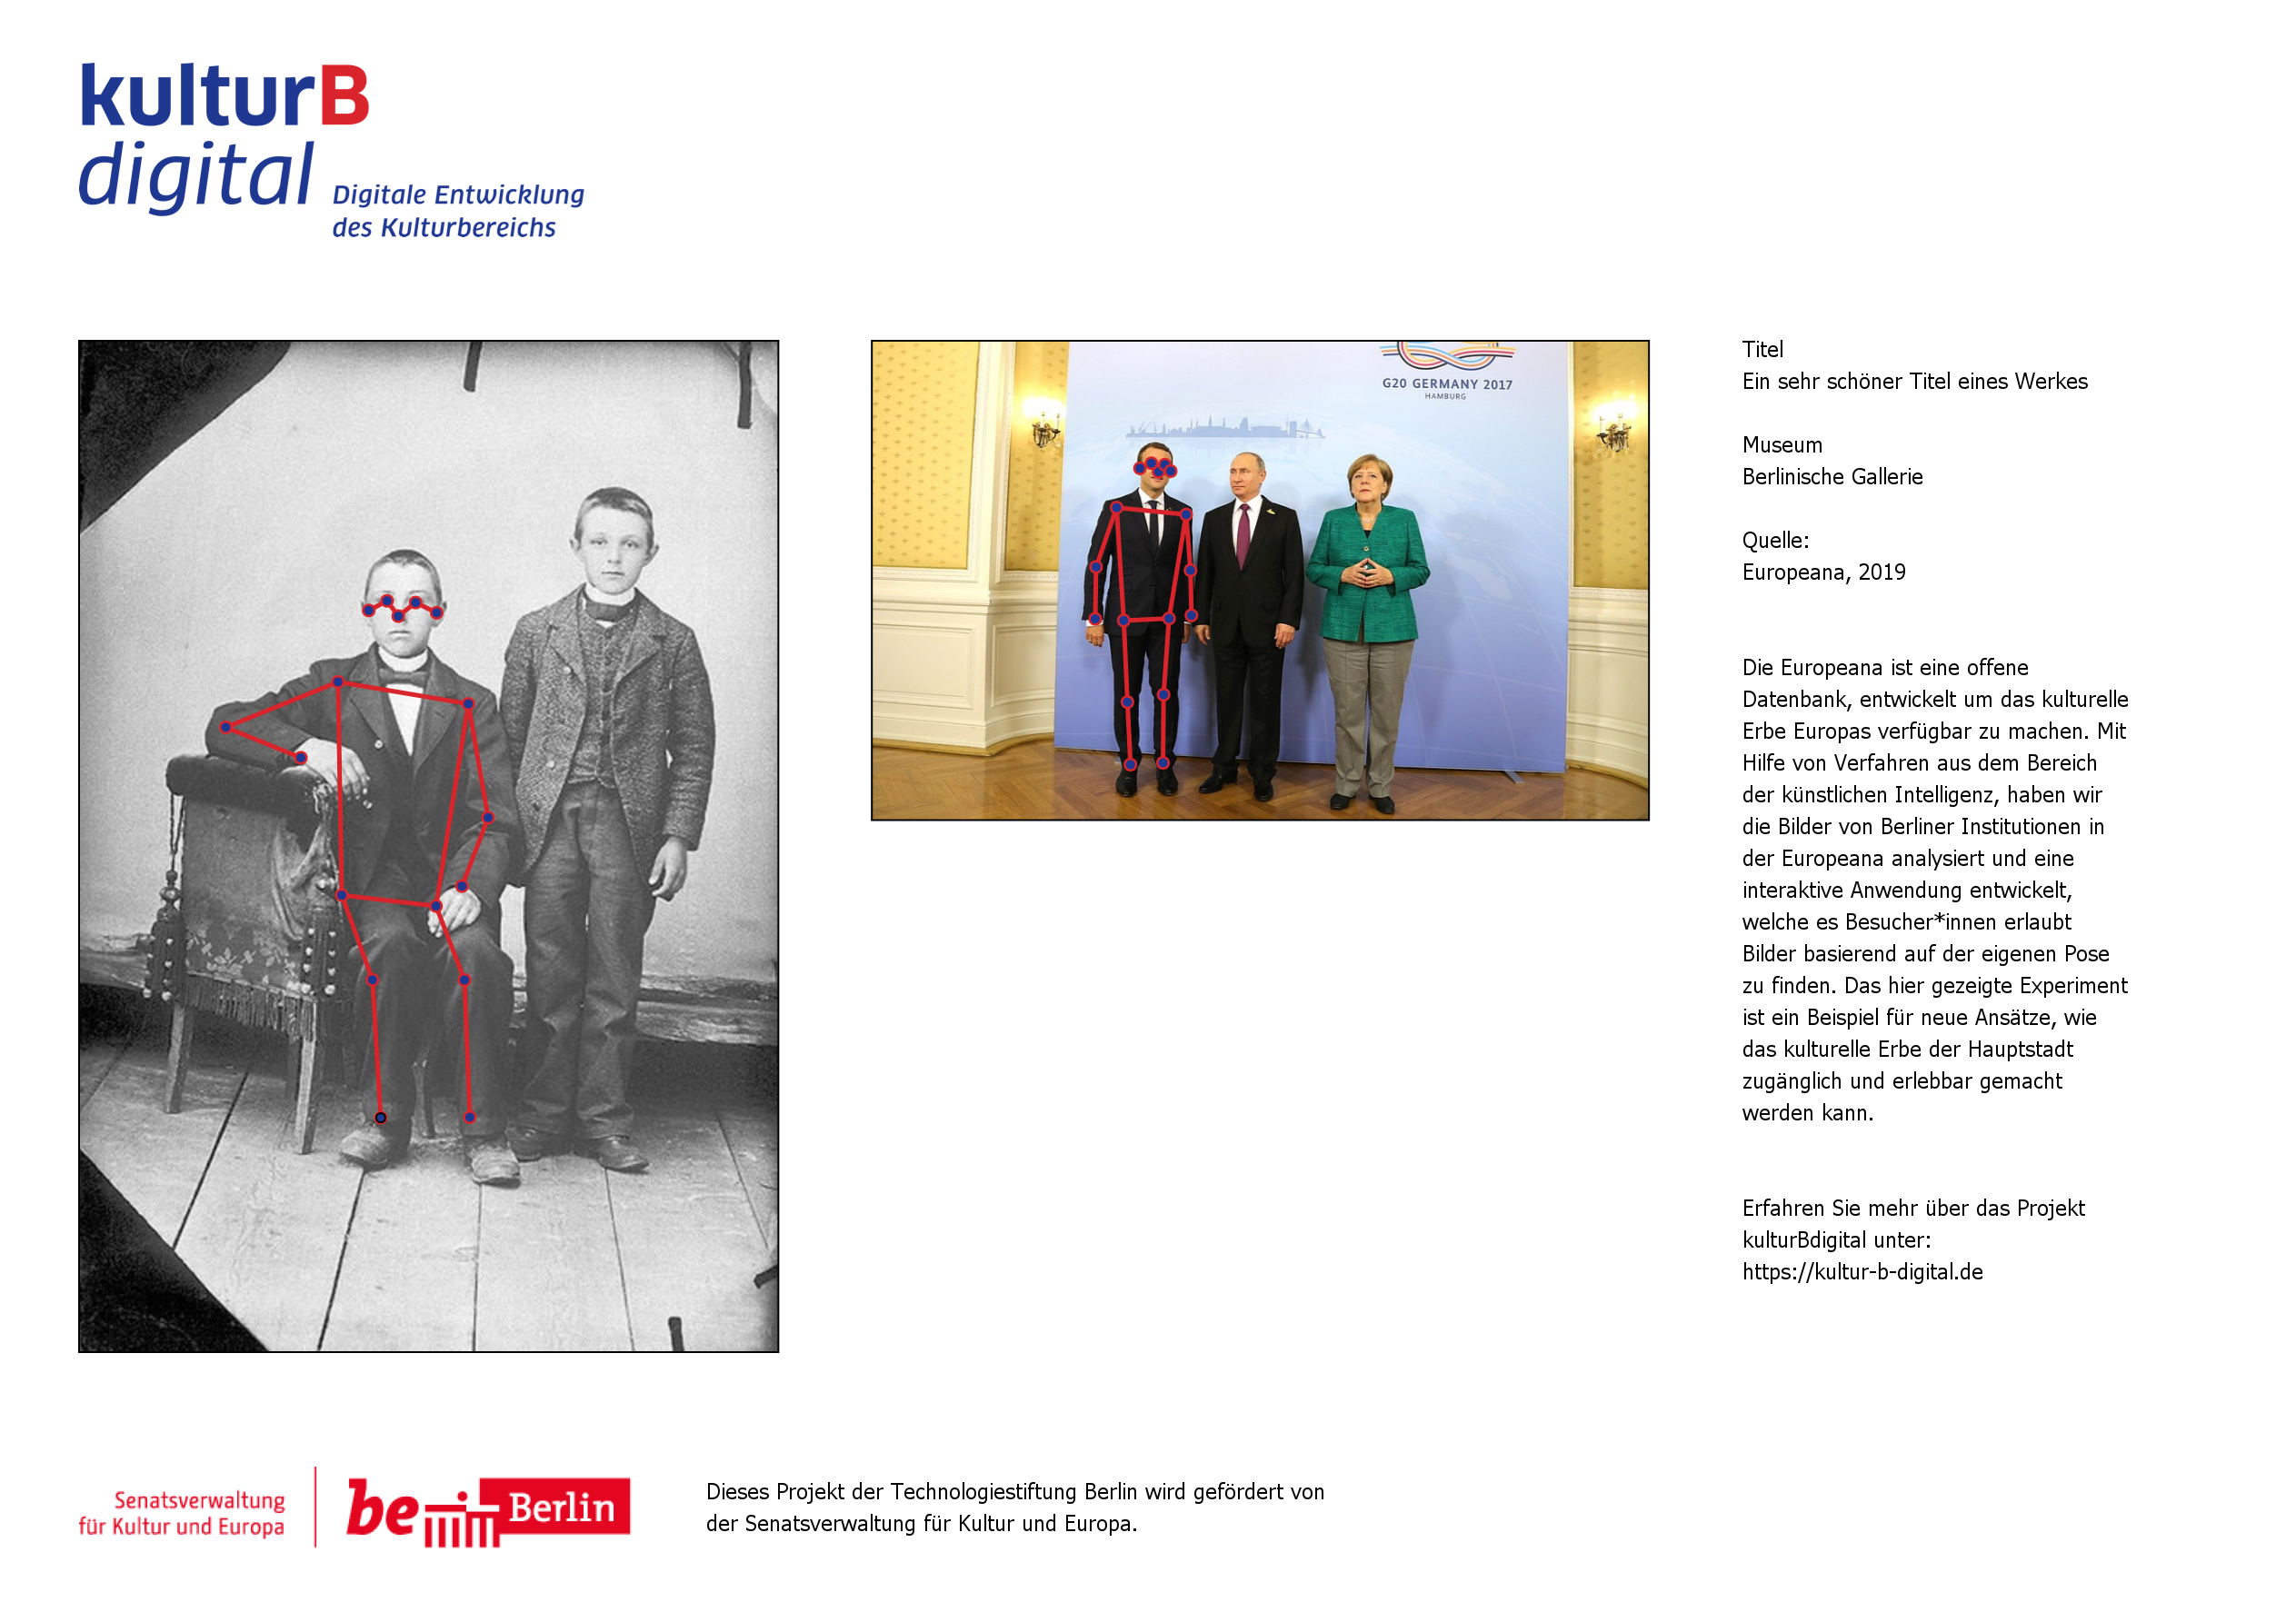 kulturB
digital
Digitale Entwicklung
des Kulturbereichs
G20 GERMANY 2017
HAMBURG
Titel
Ein sehr schöner Titel eines Werkes
Museum
Berlinische Gallerie
Quelle:
Europeana, 2019
Die Europeana ist eine offene
Datenbank, entwickelt um das kulturelle
Erbe Europas verfügbar zu machen. Mit
Hilfe von Verfahren aus dem Bereich
der künstlichen Intelligenz, haben wir
die Bilder von Berliner Institutionen in
der Europeana analysiert und eine
interaktive Anwendung entwickelt,
welche es Besucher*innen erlaubt
Bilder basierend auf der eigenen Pose
zu finden. Das hier gezeigte Experiment
ist ein Beispiel für neue Ansätze, wie
das kulturelle Erbe der Hauptstadt
zugänglich und erlebbar gemacht
werden kann.
Erfahren Sie mehr über das Projekt
kulturBdigital unter:
https://kultur-b-digital.de
Senatsverwaltung
für Kultur und Europa
be Berlin
Dieses Projekt der Technologiestiftung Berlin wird gefördert von
der Senatsverwaltung für Kultur und Europa.